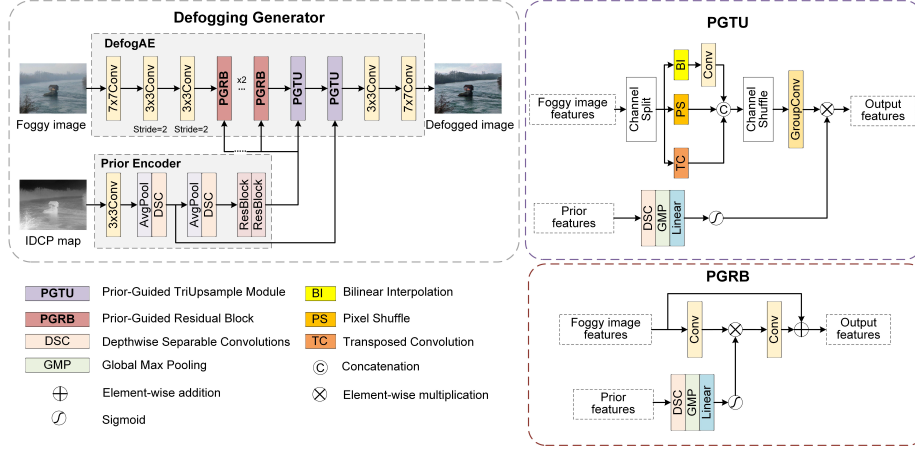 Defogging Generator
DefogAE
7x7Conv
3x3Conv
3x3Conv
PGRB
x2
...
PGRB
PGTU
PGTU
3x3Conv
7x7Conv
Foggy image
Stride=2
Stride=2
Defogged image
Prior Encoder
3x3Conv
AvgPool
DSC
AvgPool
DSC
ResBlock
ResBlock
IDCP map
PGTU
Prior-Guided TriUpsample Module
PGRB
Prior-Guided Residual Block
DSC
Depthwise Separable Convolutions
GMP
Global Max Pooling
Element-wise addition
Sigmoid
BI
Bilinear Interpolation
PS
Pixel Shuffle
TC
Transposed Convolution
C
Concatenation
Element-wise multiplication
PGTU
Foggy image
features
Channel
Split
BI
Conv
PS
TC
C
Channel
Shuffle
GroupConv
Output
features
Prior
features
DSC
GMP
Linear
PGRB
Foggy image
features
Conv
Conv
Output
features
Prior
features
DSC
GMP
Linear